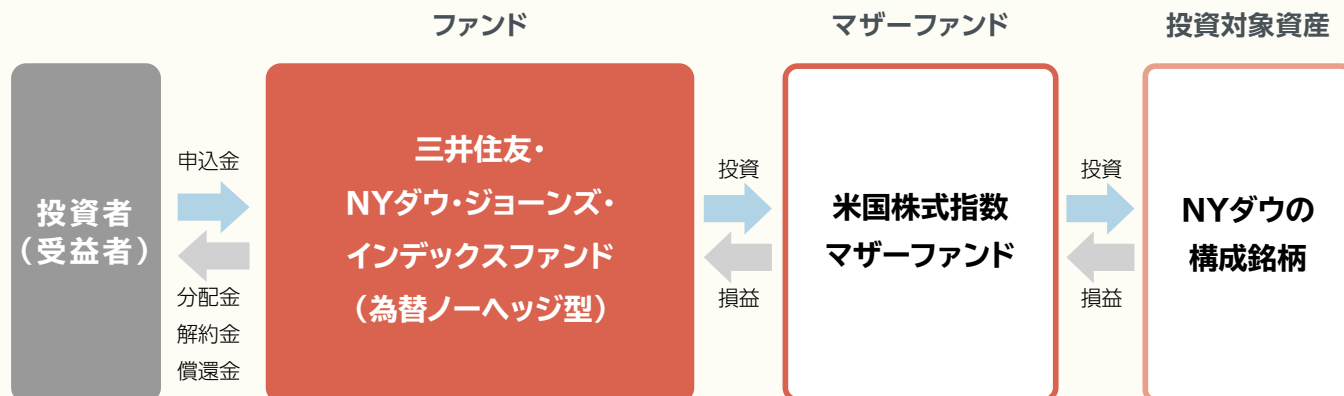 ファンド
マザーファンド
投資対象資産
投資者
(受益者)
申込金
分配金
解約金
償還金
三井住友・
NYダウ・ジョーンズ・
インデックスファンド
(為替ノーヘッジ型)
投資
損益
米国株式指数
マザーファンド
投資
損益
NYダウの
構成銘柄